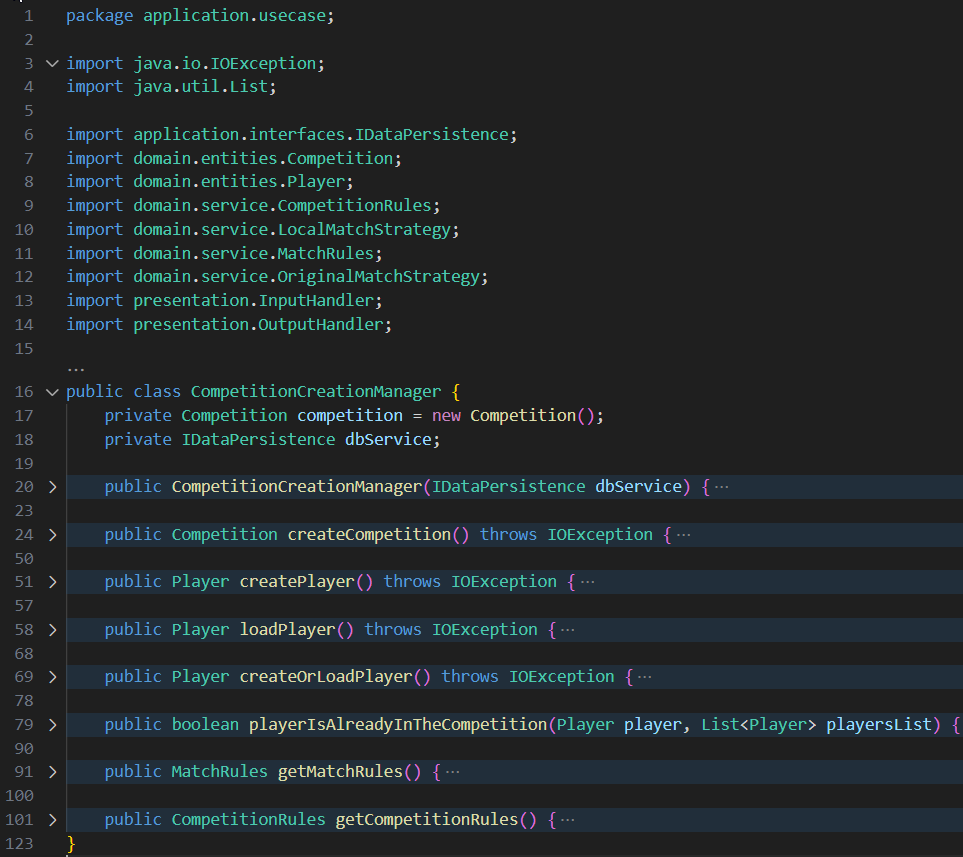 1 package application.usecase;
2
3 import java.io.IOException;
4 import java.util.List;
5
6 import application.interfaces.IDataPersistence;
7 import domain.entities.Competition;
8 import domain.entities.Player;
9 import domain.service.CompetitionRules;
10 import domain.service.LocalMatchStrategy;
11 import domain.service.MatchRules;
12 import domain.service.OriginalMatchStrategy;
13 import presentation.InputHandler;
14 import presentation.OutputHandler;
15
...
16 public class CompetitionCreationManager {
17 private Competition competition = new Competition();
18 private IDataPersistence dbService;
19
20 public CompetitionCreationManager(IDataPersistence dbService) { ...
23
24 public Competition createCompetition() throws IOException { ...
50
51 public Player createPlayer() throws IOException { ...
57
58 public Player loadPlayer() throws IOException { ...
68
69 public Player createOrLoadPlayer() throws IOException { ...
78
79 public boolean playerIsAlreadyInTheCompetition(Player player, List<Player> playersList) {
90
91 public MatchRules getMatchRules() { ...
100
101 public CompetitionRules getCompetitionRules() { ...
123 }